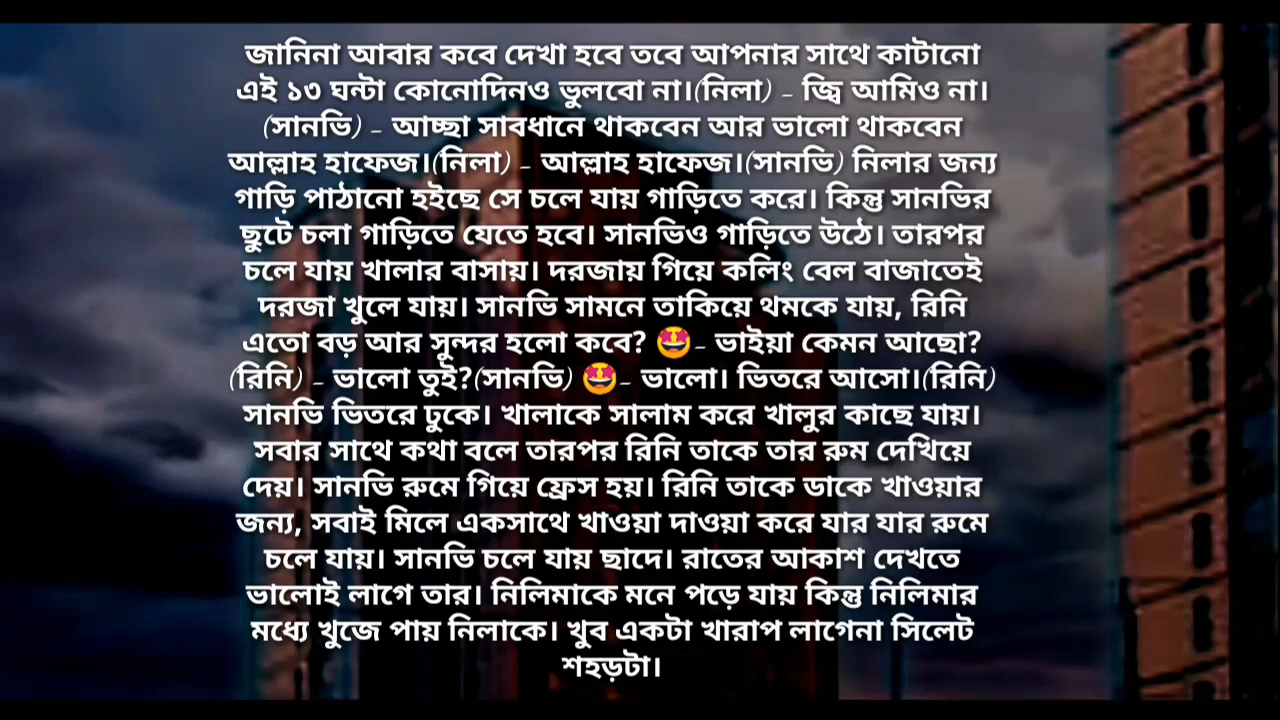 জানিনা আবার কবে দেখা হবে তবে আপনার সাথে কাটানো
এই ১৩ ঘন্টা কোনোদিনও ভুলবো না।(নিলা) - জ্বি আমিও না।
(সানভি) - আচ্ছা সাবধানে থাকবেন আর ভালো থাকবেন
আল্লাহ হাফেজ।(নিলা) - আল্লাহ হাফেজ।(সানভি) নিলার জন্য
গাড়ি পাঠানো হইছে সে চলে যায় গাড়িতে করে। কিন্তু সানভির
ছুটে চলা গাড়িতে যেতে হবে। সানভিও গাড়িতে উঠে। তারপর
চলে যায় খালার বাসায়। দরজায় গিয়ে কলিং বেল বাজাতেই
দরজা খুলে যায়। সানভি সামনে তাকিয়ে থমকে যায়, রিনি
এতো বড় আর সুন্দর হলো কবে? 🤩- ভাইয়া কেমন আছো?
(রিনি) - ভালো তুই?(সানভি) 🤩- ভালো। ভিতরে আসো।(রিনি)
সানভি ভিতরে ঢুকে। খালাকে সালাম করে খালুর কাছে যায়।
সবার সাথে কথা বলে তারপর রিনি তাকে তার রুম দেখিয়ে
দেয়। সানভি রুমে গিয়ে ফ্রেস হয়। রিনি তাকে ডাকে খাওয়ার
জন্য, সবাই মিলে একসাথে খাওয়া দাওয়া করে যার যার রুমে
চলে যায়। সানভি চলে যায় ছাদে। রাতের আকাশ দেখতে
ভালোই লাগে তার। নিলিমাকে মনে পড়ে যায় কিন্তু নিলিমার
মধ্যে খুজে পায় নিলাকে। খুব একটা খারাপ লাগেনা সিলেট
শহড়টা।